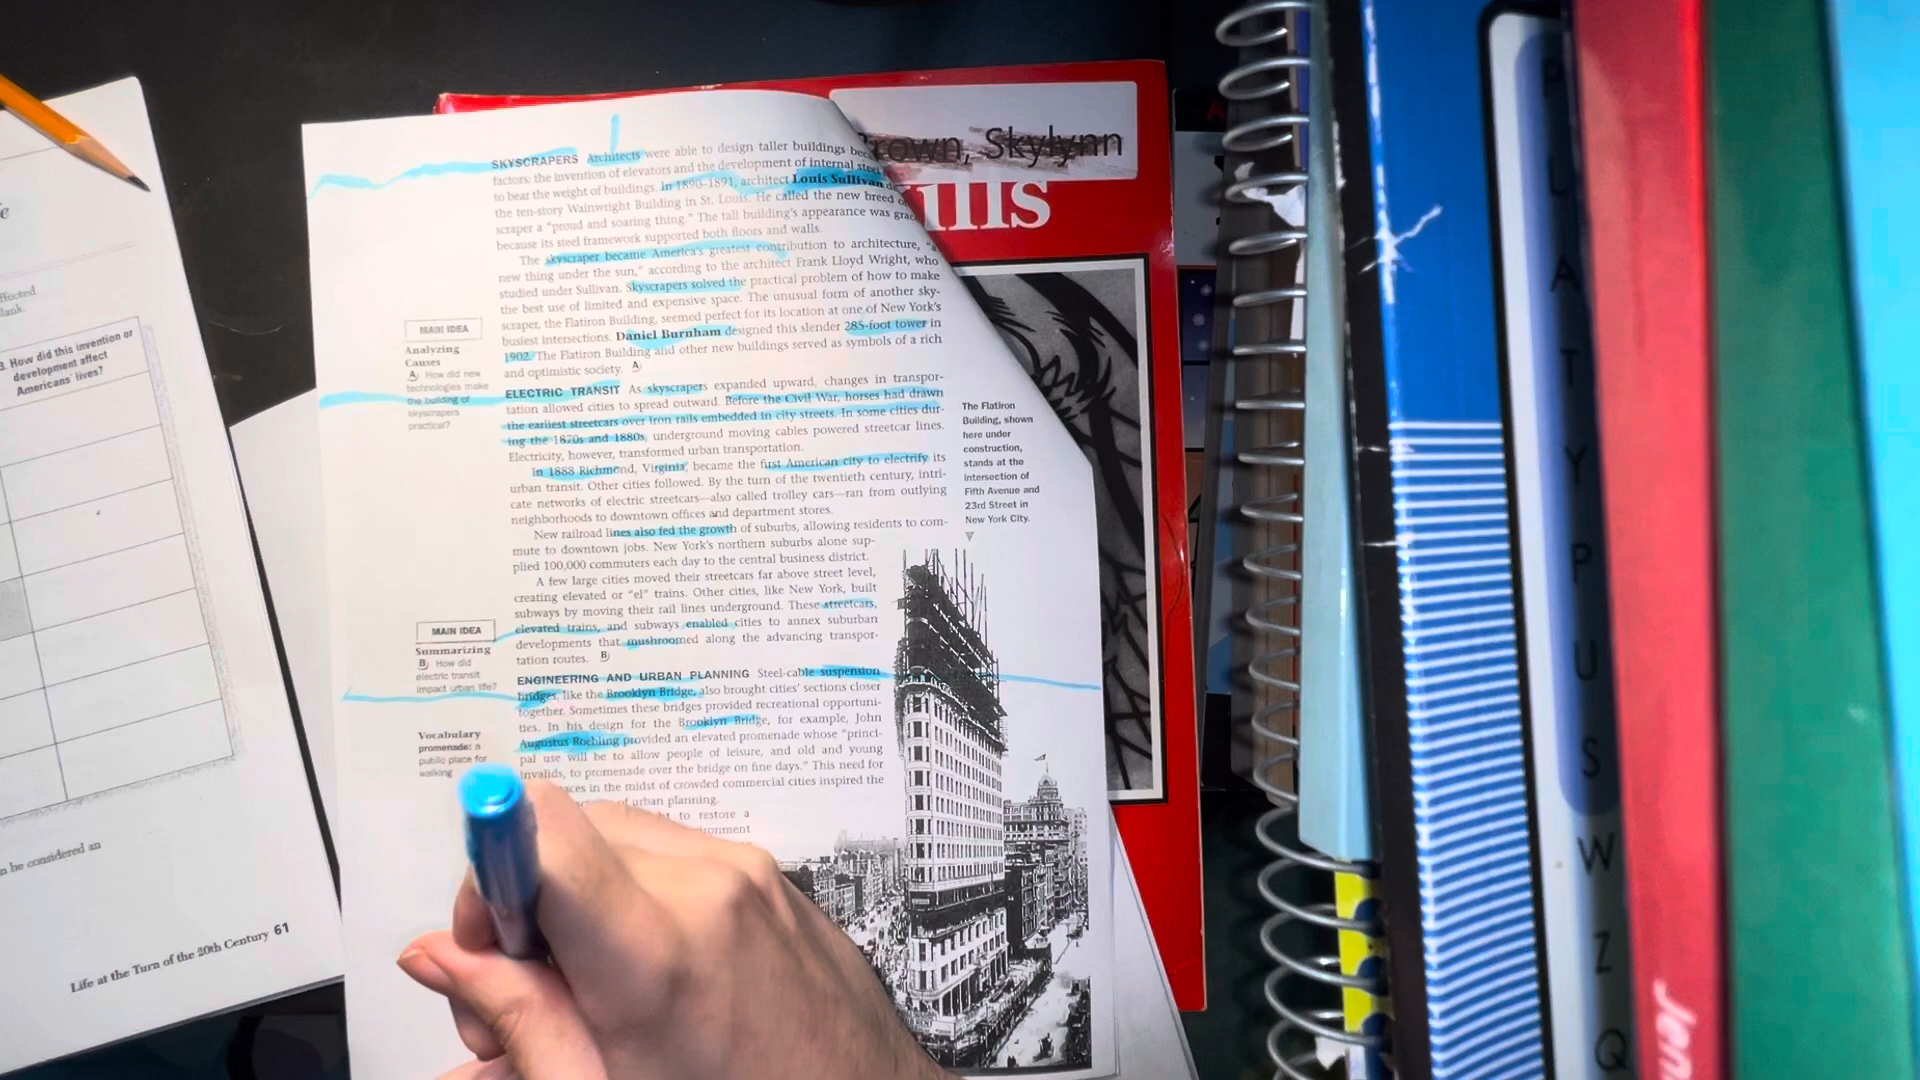 SKYSCRAPERS Architects were able to design taller buildings
factors: the invention of elevators and the development of internal steel
to bear the weight of buildings. In 1890–1891, architect Louis Sullivan
the ten-story Wainwright Building in St. Louis. He called the new breed
scraper a "proud and soaring thing." The tall building's appearance was
because its steel framework supported both floors and walls.
The skyscraper became America's greatest contribution to architecture, "a
new thing under the sun," according to the architect Frank Lloyd Wright, who
studied under Sullivan. Skyscrapers solved the practical problem of how to make
the best use of limited and expensive space. The unusual form of another sky-
scraper, the Flatiron Building, seemed perfect for its location at one of New York's
busiest intersections. Daniel Burnham designed this slender 285-foot tower in
1902. The Flatiron Building and other new buildings served as symbols of a rich
and optimistic society. A
MAIN IDEA
Analyzing
Causes
A How did new
technologies make
the building of
skyscrapers
practical?
ELECTRIC TRANSIT As skyscrapers expanded upward, changes in transpor-
tation allowed cities to spread outward. Before the Civil War, horses had drawn
the earliest streetcars over iron rails embedded in city streets. In some cities dur-
ing the 1870s and 1880s, underground moving cables powered streetcar lines.
Electricity, however, transformed urban transportation.
In 1888 Richmond, Virginia, became the first American city to electrify its
urban transit. Other cities followed. By the turn of the twentieth century, intri-
cate networks of electric streetcars—also called trolley cars—ran from outlying
neighborhoods to downtown offices and department stores.
New railroad lines also fed the growth of suburbs, allowing residents to com-
mute to downtown jobs. New York's northern suburbs alone sup-
plied 100,000 commuters each day to the central business district.
A few large cities moved their streetcars far above street level,
creating elevated or "el" trains. Other cities, like New York, built
subways by moving their rail lines underground. These streetcars,
elevated trains, and subways enabled cities to annex suburban
developments that mushroomed along the advancing transpor-
tation routes. B
MAIN IDEA
Summarizing
B How did
electric transit
impact urban life?
ENGINEERING AND URBAN PLANNING Steel-cable suspension
bridges, like the Brooklyn Bridge, also brought cities' sections closer
together. Sometimes these bridges provided recreational opportuni-
ties. In his design for the Brooklyn Bridge, for example, John
Augustus Roebling provided an elevated promenade whose "princi-
pal use will be to allow people of leisure, and old and young
invalids, to promenade over the bridge on fine days." This need for
in the midst of crowded commercial cities inspired the
of urban planning.
to restore a
Vocabulary
promenade: a
public place for
walking
The Flatiron
Building, shown
here under
construction,
stands at the
intersection of
Fifth Avenue and
23rd Street in
New York City.
3. How did this invention or
development affect
Americans' lives?
be considered an
Life at the Turn of the 20th Century 61
Skylynn
P
L
A
T
Y
P
U
S
W
Z
Q
Jen